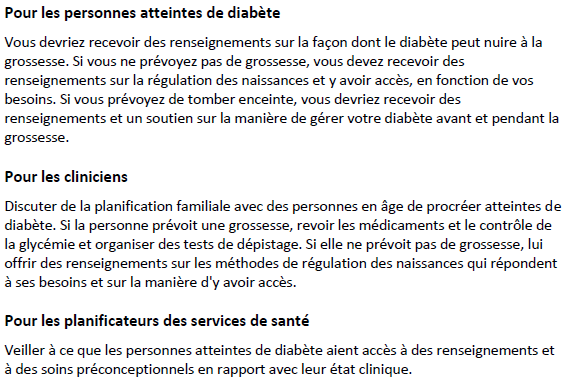 Pour les personnes atteintes de diabète
Vous devriez recevoir des renseignements sur la façon dont le diabète peut nuire à la
grossesse. Si vous ne prévoyez pas de grossesse, vous devez recevoir des
renseignements sur la régulation des naissances et y avoir accès, en fonction de vos
besoins. Si vous prévoyez de tomber enceinte, vous devriez recevoir des
renseignements et un soutien sur la manière de gérer votre diabète avant et pendant la
grossesse.
Pour les cliniciens
Discuter de la planification familiale avec des personnes en âge de procréer atteintes de
diabète. Si la personne prévoit une grossesse, revoir les médicaments et le contrôle de
la glycémie et organiser des tests de dépistage. Si elle ne prévoit pas de grossesse, lui
offrir des renseignements sur les méthodes de régulation des naissances qui répondent
à ses besoins et sur la manière d'y avoir accès.
Pour les planificateurs des services de santé
Veiller à ce que les personnes atteintes de diabète aient accès à des renseignements et
à des soins préconceptionnels en rapport avec leur état clinique.